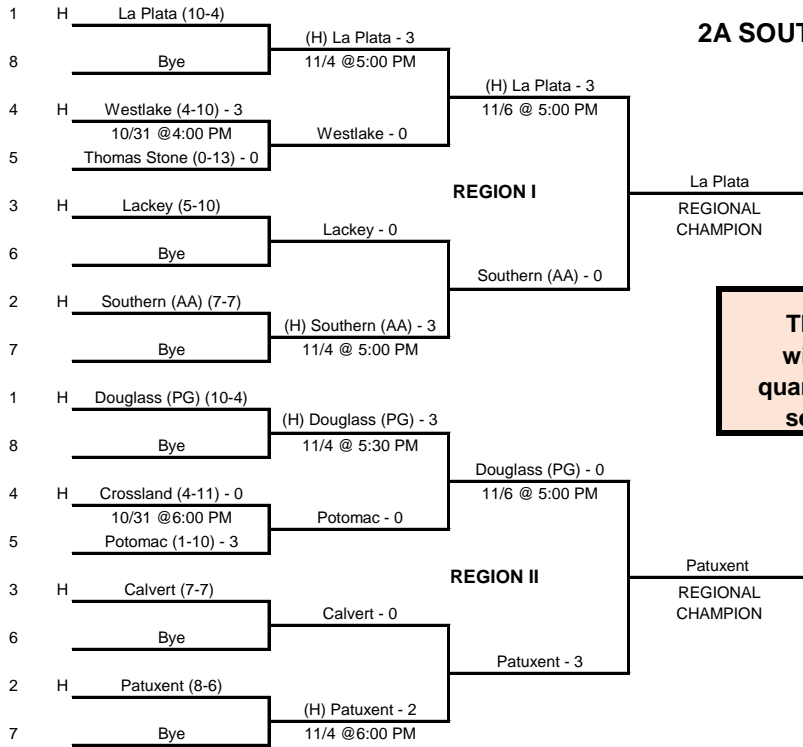 2A SOUT
1 H La Plata (10-4)
(H) La Plata - 3
8 Bye
11/4 @5:00 PM
(H) La Plata - 3
4 H Westlake (4-10) - 3
11/6 @ 5:00 PM
10/31 @4:00 PM
Westlake - 0
5 Thomas Stone (0-13) - 0
La Plata
REGION I
3 H Lackey (5-10)
REGIONAL
CHAMPION
Lackey - 0
6 Bye
Southern (AA) - 0
2 H Southern (AA) (7-7)
(H) Southern (AA) - 3
7 Bye
11/4 @ 5:00 PM
Th
wi
quar
se
1 H Douglass (PG) (10-4)
(H) Douglass (PG) - 3
8 Bye
11/4 @ 5:30 PM
Douglass (PG) - 0
4 H Crossland (4-11) - 0
11/6 @ 5:00 PM
10/31 @6:00 PM
Potomac - 0
5 Potomac (1-10) - 3
Patuxent
REGION II
3 H Calvert (7-7)
REGIONAL
CHAMPION
Calvert - 0
6 Bye
Patuxent - 3
2 H Patuxent (8-6)
(H) Patuxent - 2
7 Bye
11/4 @6:00 PM